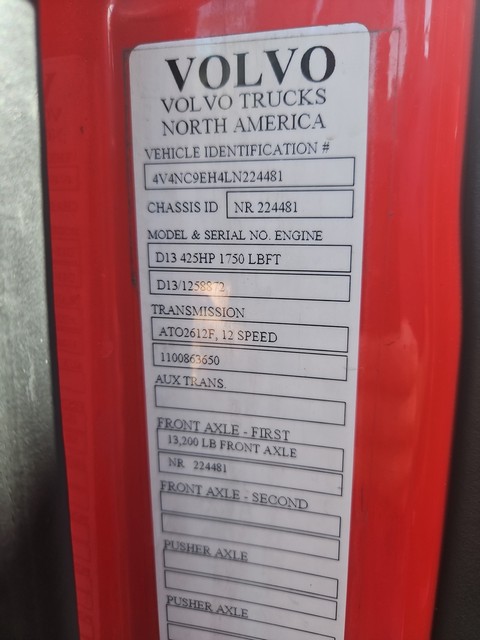 VOLVO
VOLVO TRUCKS
NORTH AMERICA
VEHICLE IDENTIFICATION #
4V4NC9EH4LN224481
CHASSIS ID NR 224481
MODEL & SERIAL NO. ENGINE
D13 425HP 1750 LBFT
D13/1258872
TRANSMISSION
ATO2612F, 12 SPEED
1100863650
AUX TRANS.
FRONT AXLE - FIRST
13,200 LB FRONT AXLE
NR 224481
FRONT AXLE - SECOND
PUSHER AXLE
PUSHER AXLE